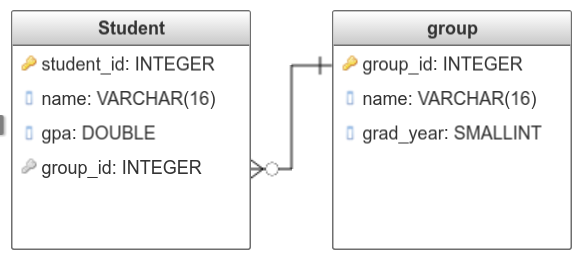 Student
student_id: INTEGER
name: VARCHAR(16)
gpa: DOUBLE
group_id: INTEGER
group
group_id: INTEGER
name: VARCHAR(16)
grad_year: SMALLINT